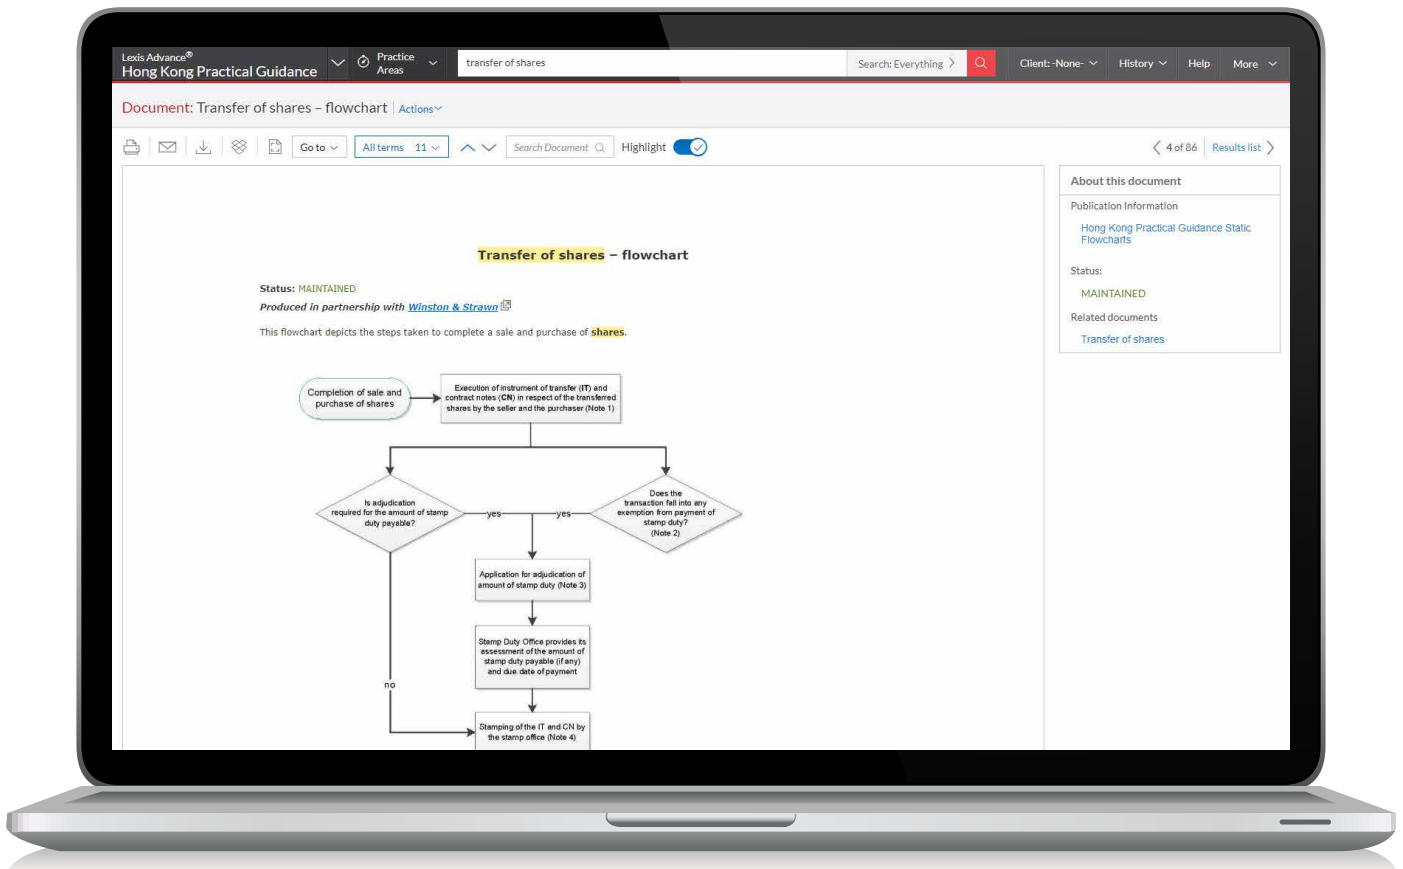 Lexis Advance®
Hong Kong Practical Guidance
Practice
Areas
transfer of shares
Search: Everything
Client: -None-
History
Help
More
Document: Transfer of shares – flowchart
Actions
Go to
All terms 11
Search Document
Highlight
4 of 86
Results list
Transfer of shares – flowchart
Status: MAINTAINED
Produced in partnership with Winston & Strawn
This flowchart depicts the steps taken to complete a sale and purchase of shares.
Completion of sale and
purchase of shares
Execution of instrument of transfer (IT) and
contract notes (CN) in respect of the transferred
shares by the seller and the purchaser (Note 1)
Is adjudication
required for the amount of stamp
duty payable?
yes
yes
Does the
transaction fall into any
exemption from payment of
stamp duty?
(Note 2)
Application for adjudication of
amount of stamp duty (Note 3)
Stamp Duty Office provides its
assessment of the amount of
stamp duty payable (if any)
and due date of payment
no
Stamping of the IT and CN by
the stamp office (Note 4)
About this document
Publication Information
Hong Kong Practical Guidance Static
Flowcharts
Status:
MAINTAINED
Related documents
Transfer of shares